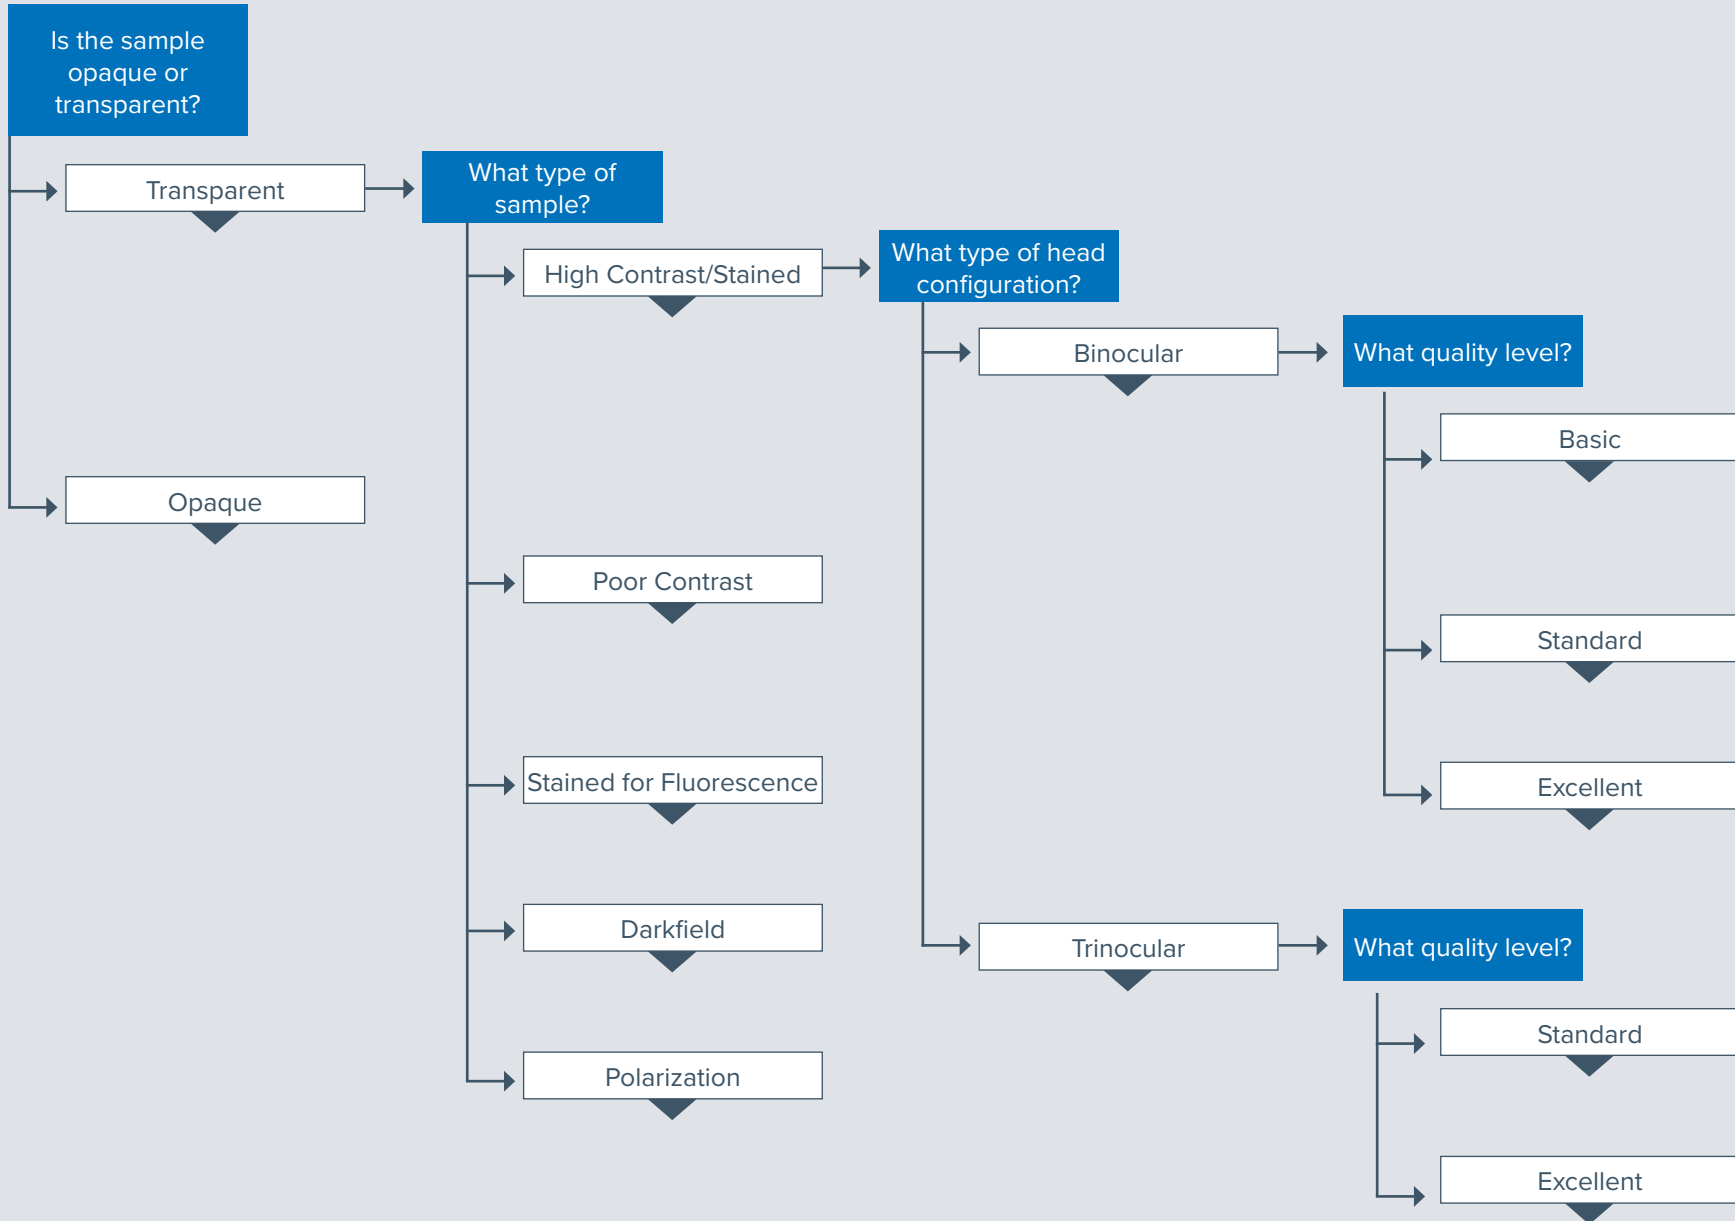 Is the sample
opaque or
transparent?
Transparent
What type of
sample?
High Contrast/Stained
What type of head
configuration?
Binocular
What quality level?
Basic
Opaque
Poor Contrast
Standard
Stained for Fluorescence
Excellent
Darkfield
Trinocular
What quality level?
Standard
Polarization
Excellent